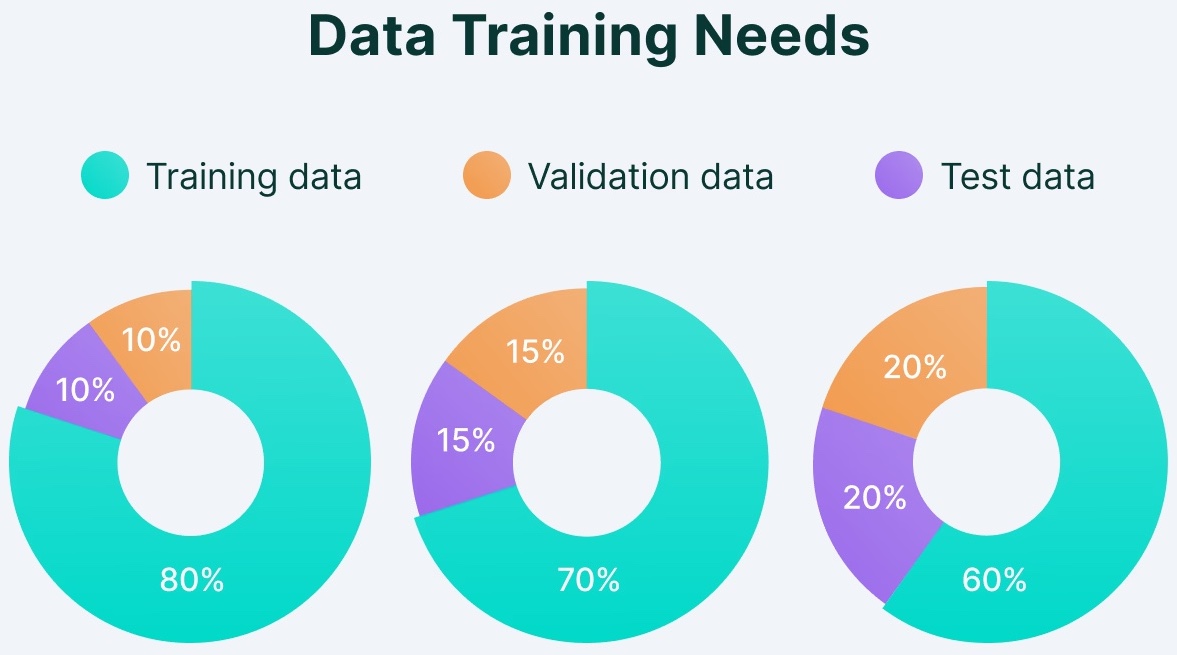 Data Training Needs
Training data
Validation data
Test data
10%
10%
80%
15%
15%
70%
20%
20%
60%